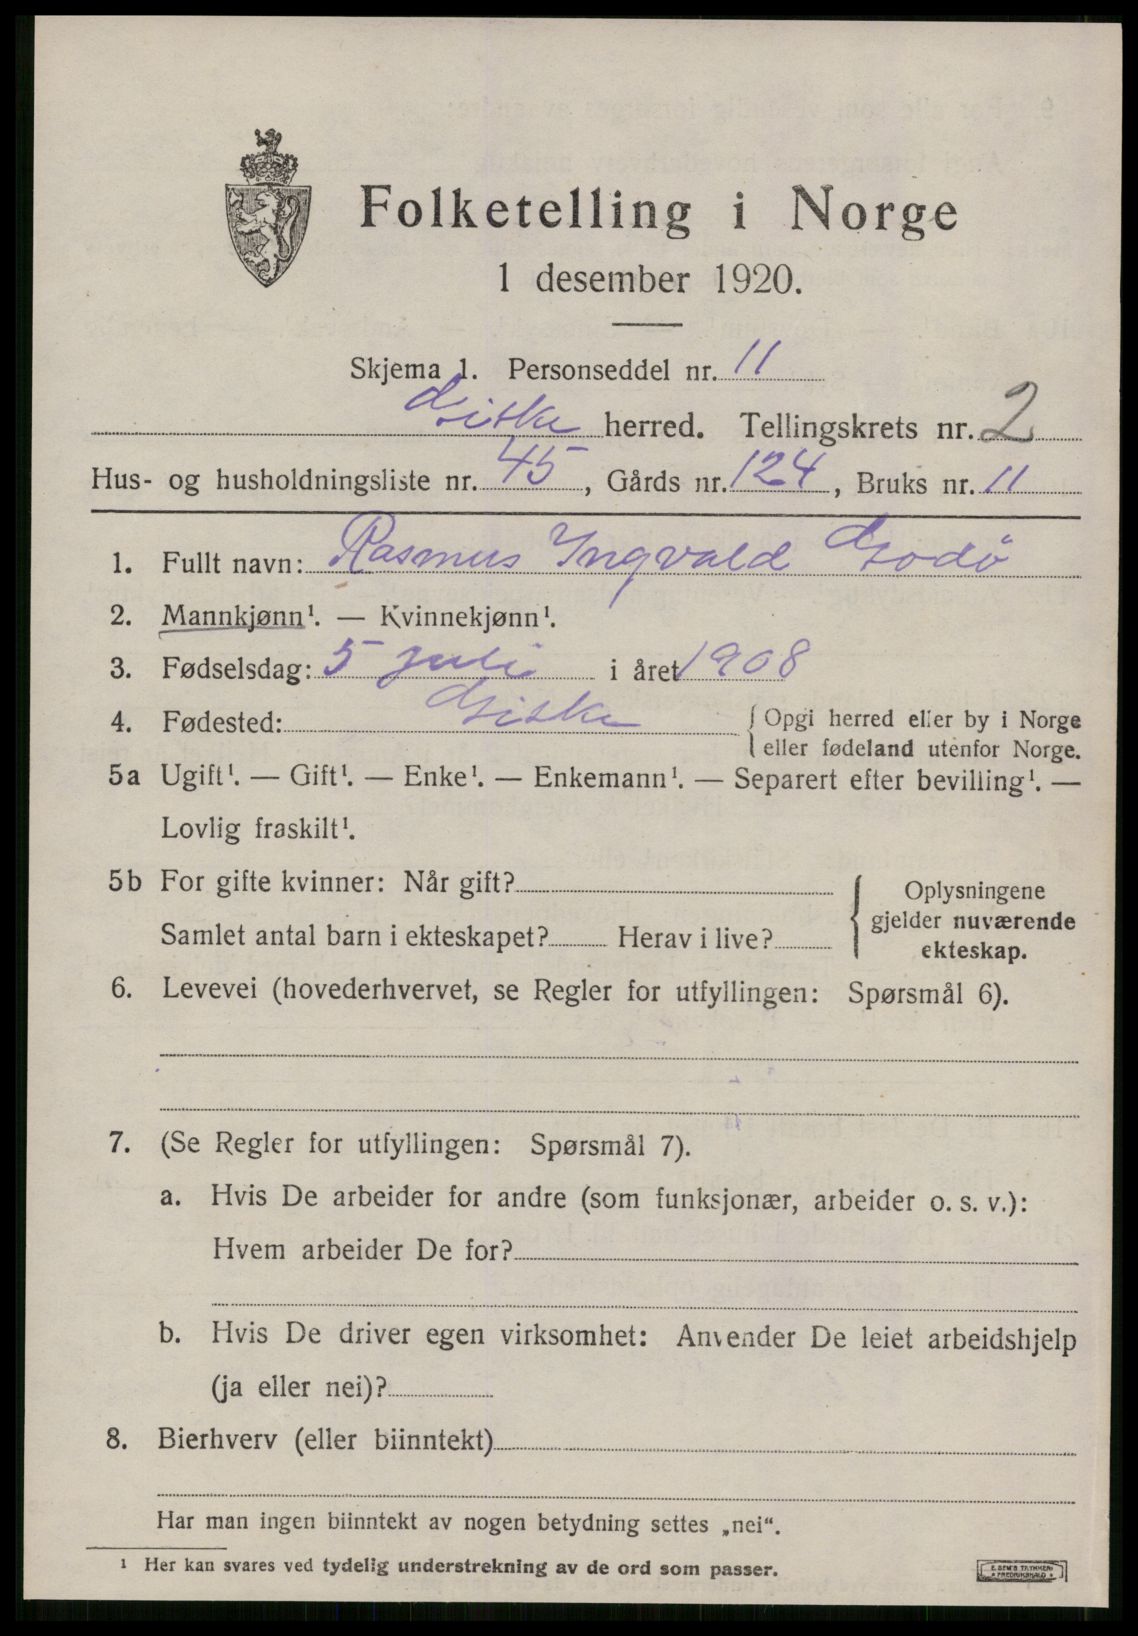 Folketelling i Norge
1 desember 1920.
Skjema 1. Personseddel nr. 11
Giske herred. Tellingskrets nr. 2
Hus- og husholdningsliste nr. 45, Gårds nr. 124, Bruks nr. 11
1. Fullt navn: Rasmus Ingvald Godö
2. Mannkjønn¹. — Kvinnekjønn¹.
3. Fødselsdag: 5 juli i året 1908
4. Fødested: Giske { Opgi herred eller by i Norge
eller fødeland utenfor Norge.
5a Ugift¹. — Gift¹. — Enke¹. — Enkemann¹. — Separert efter bevilling¹. —
Lovlig fraskilt¹.
5b For gifte kvinner: Når gift?
Samlet antal barn i ekteskapet? Herav i live?
Oplysningene
gjelder nuværende
ekteskap.
6. Levevei (hovederhvervet, se Regler for utfyllingen: Spørsmål 6).
7. (Se Regler for utfyllingen: Spørsmål 7).
a. Hvis De arbeider for andre (som funksjonær, arbeider o. s. v.):
Hvem arbeider De for?
b. Hvis De driver egen virksomhet: Anvender De leiet arbeidshjelp
(ja eller nei)?
8. Bierhverv (eller biinntekt)
Har man ingen biinntekt av nogen betydning settes „nei“.
¹ Her kan svares ved tydelig understrekning av de ord som passer.